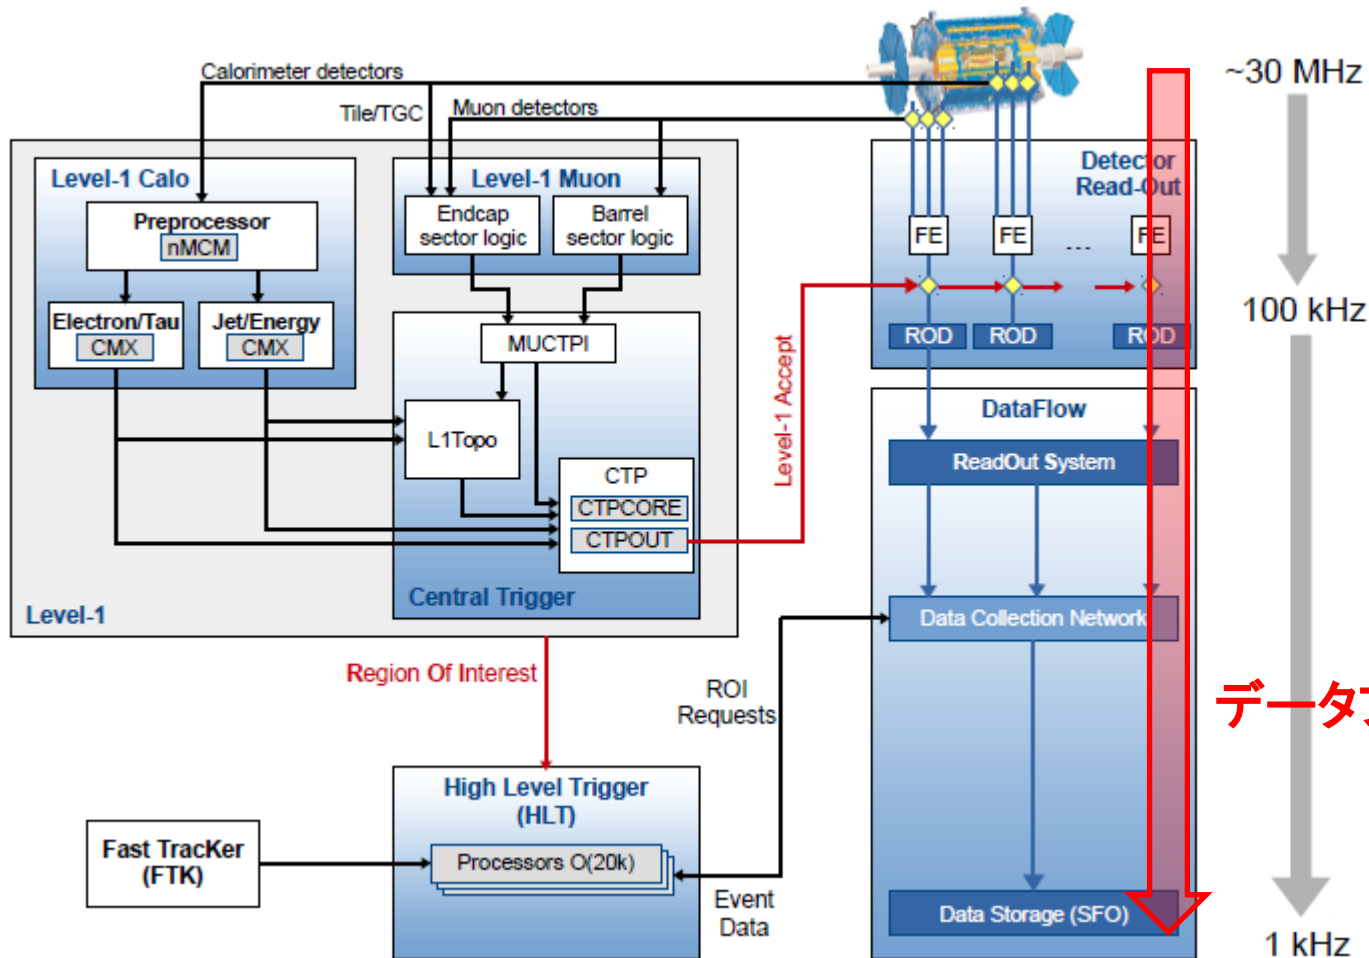 Calorimeter detectors
Tile/TGC
Muon detectors
~30 MHz
Level-1 Calo
Preprocessor
nMCM
Electron/Tau
CMX
Jet/Energy
CMX
Level-1 Muon
Endcap
sector logic
Barrel
sector logic
Detector
Read-Out
FE
FE
...
FE
100 kHz
ROD
ROD
ROD
MUCTPI
L1Topo
CTP
CTPCORE
CTPOUT
Central Trigger
Level-1
Level-1 Accept
DataFlow
ReadOut System
Data Collection Network
Region Of Interest
ROI
Requests
データ
High Level Trigger
(HLT)
Processors O(20k)
Fast TracKer
(FTK)
Event
Data
Data Storage (SFO)
1 kHz